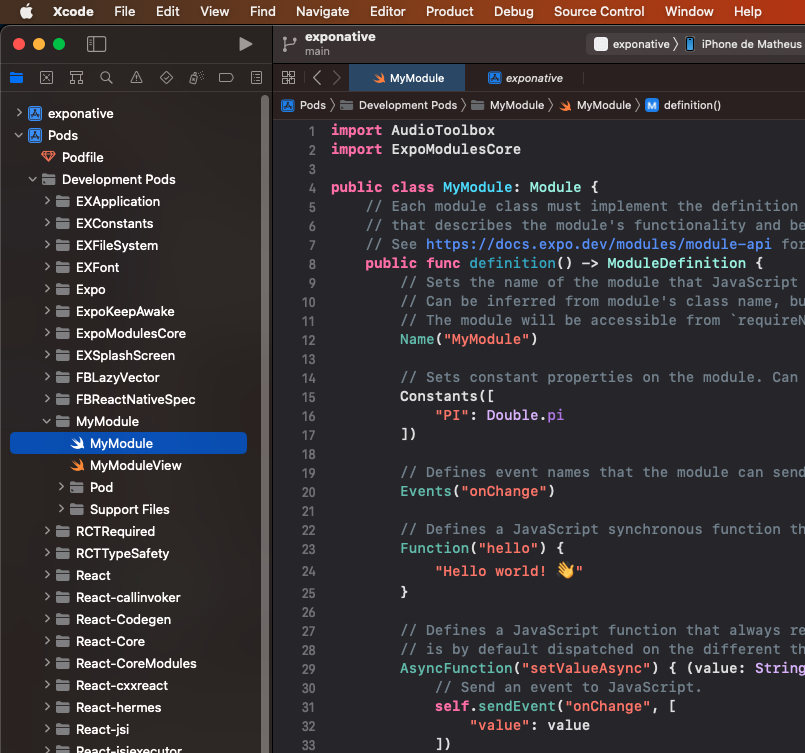 Xcode File Edit View Find Navigate Editor Product Debug Source Control Window Help
exponative
main
exponative
iPhone de Matheus
MyModule
exponative
Pods
Development Pods
MyModule
MyModule
M
definition()
exponative
Pods
Podfile
Development Pods
EXApplication
EXConstants
EXFileSystem
EXFont
Expo
ExpoKeepAwake
ExpoModulesCore
EXSplashScreen
FBLazyVector
FBReactNativeSpec
MyModule
MyModule
MyModuleView
Pod
Support Files
RCTRequired
RCTTypeSafety
React
React-callinvoker
React-Codegen
React-Core
React-CoreModules
React-cxxreact
React-hermes
React-jsi
React-jsiexecutor
1 import AudioToolbox
2 import ExpoModulesCore
3
4 public class MyModule: Module {
5 // Each module class must implement the definition
6 // that describes the module's functionality and be
7 // See https://docs.expo.dev/modules/module-api for
8 public func definition() -> ModuleDefinition {
9 // Sets the name of the module that JavaScript
10 // Can be inferred from module's class name, bu
11 // The module will be accessible from `requireN
12 Name("MyModule")
13
14 // Sets constant properties on the module. Can
15 Constants([
16 "PI": Double.pi
17 ])
18
19 // Defines event names that the module can send
20 Events("onChange")
21
22 // Defines a JavaScript synchronous function th
23 Function("hello") {
24 "Hello world! 👋"
25 }
26
27 // Defines a JavaScript function that always re
28 // is by default dispatched on the different th
29 AsyncFunction("setValueAsync") { (value: String
30 // Send an event to JavaScript.
31 self.sendEvent("onChange", [
32 "value": value
33 ])